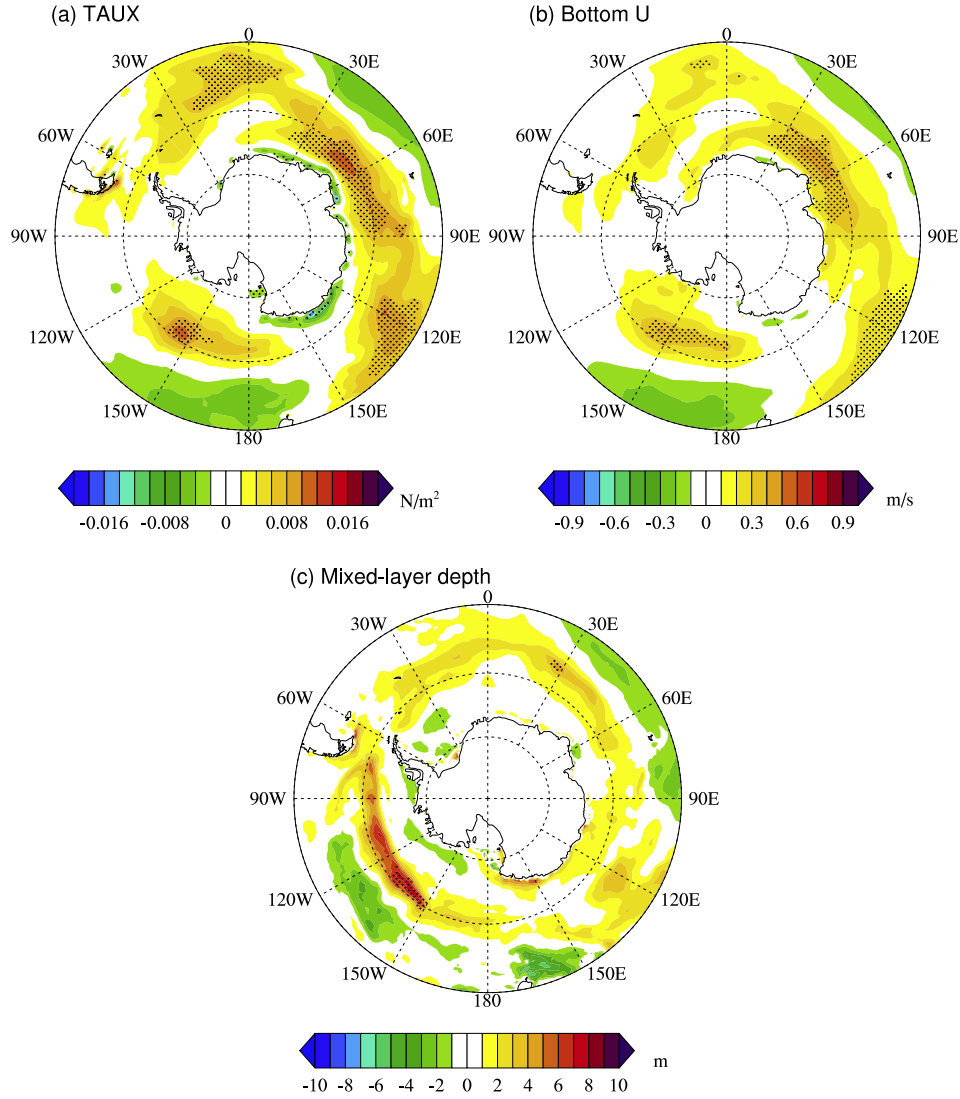 (a) TAUX
(b) Bottom U
0
30W
30E
60W
60E
90W
90E
120W
120E
150W
150E
180
0
30W
30E
60W
60E
90W
90E
120W
120E
150W
150E
180
-0.016 -0.008 0 0.008 0.016 N/m²
-0.9 -0.6 -0.3 0 0.3 0.6 0.9 m/s
(c) Mixed-layer depth
0
30W
30E
60W
60E
90W
90E
120W
120E
150W
150E
180
-10 -8 -6 -4 -2 0 2 4 6 8 10 m